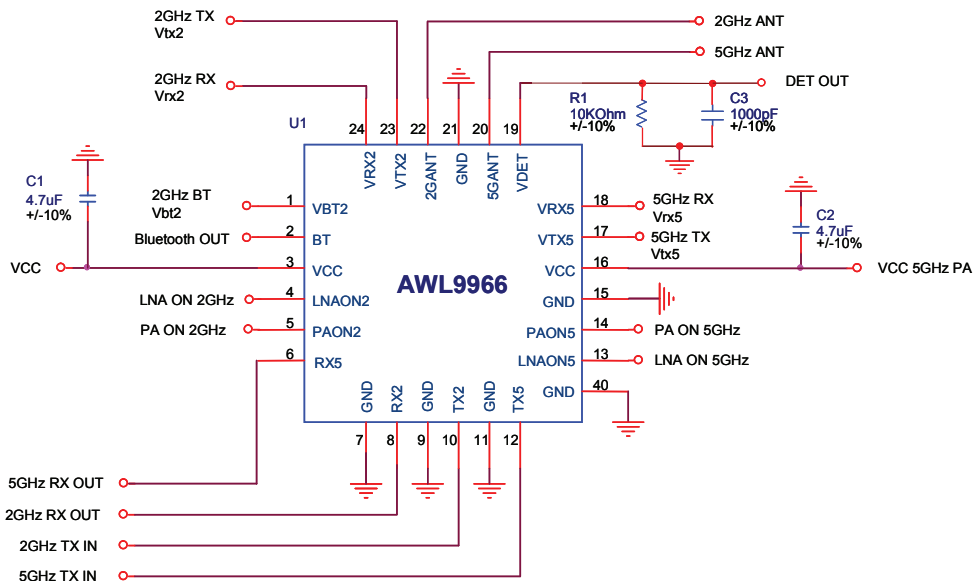 2GHz TX
Vtx2
2GHz ANT
5GHz ANT
2GHz RX
Vrx2
DET OUT
R1
10KOhm
+/-10%
C3
1000pF
+/-10%
U1
24
23
22
21
20
19
VRX2
VTX2
2GANT
GND
5GANT
VDET
C1
4.7uF
+/-10%
2GHz BT
Vbt2
1
VBT2
Bluetooth OUT
2
BT
VCC
3
VCC
LNA ON 2GHz
4
LNAON2
PA ON 2GHz
5
PAON2
6
RX5
AWL9966
VRX5
18
5GHz RX
Vrx5
VTX5
17
5GHz TX
Vtx5
C2
4.7uF
+/-10%
VCC
16
VCC 5GHz PA
GND
15
PAON5
14
PA ON 5GHz
LNAON5
13
LNA ON 5GHz
GND
40
GND
RX2
GND
TX2
GND
TX5
7
8
9
10
11
12
5GHz RX OUT
2GHz RX OUT
2GHz TX IN
5GHz TX IN